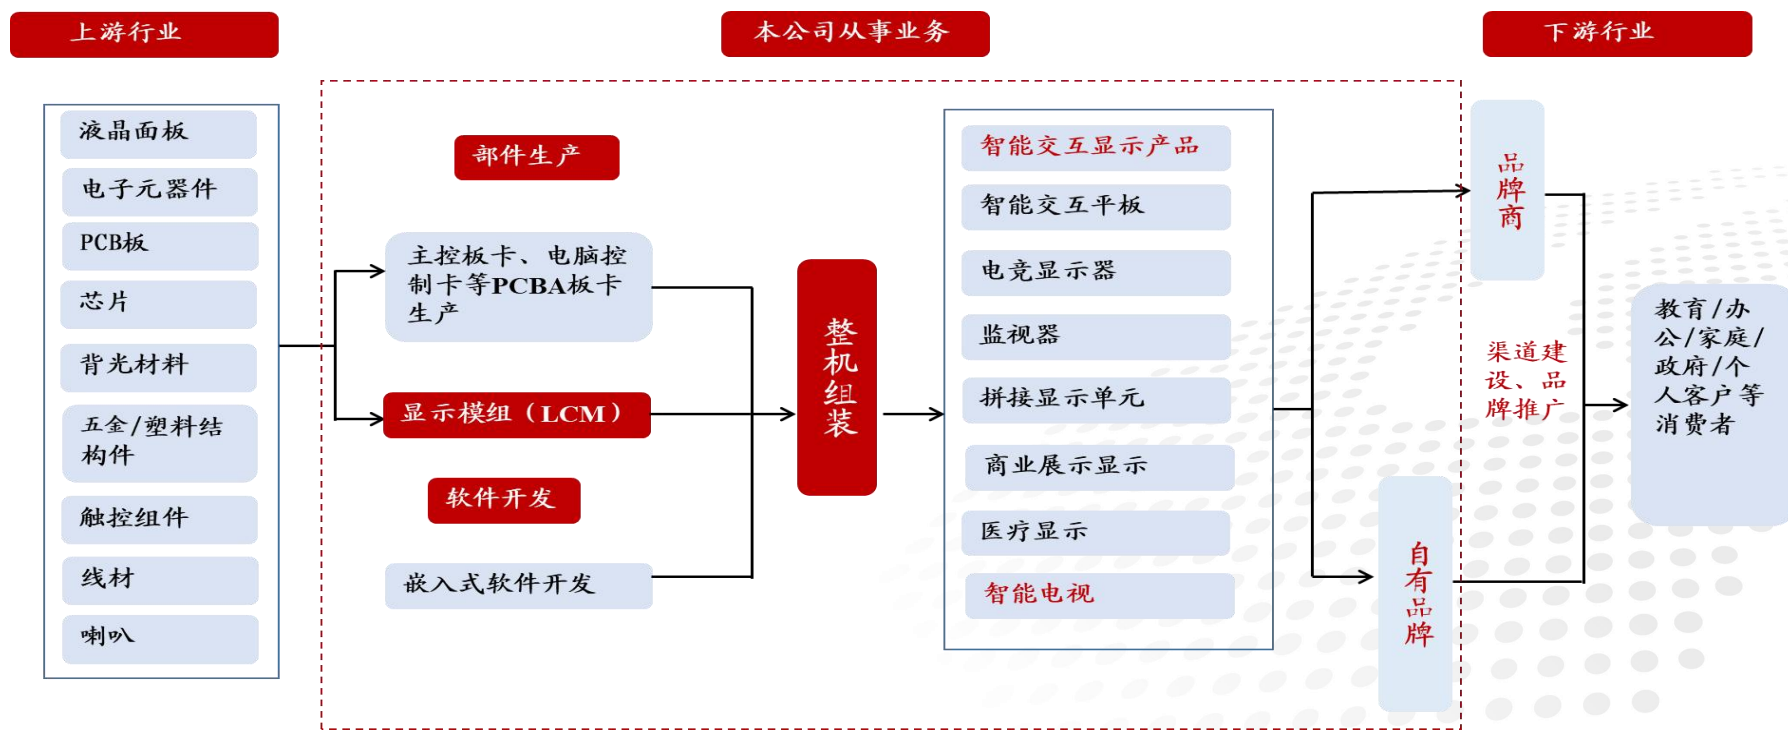 上游行业
本公司从事业务
下游行业
液晶面板
电子元器件
PCB板
芯片
背光材料
五金/塑料结
构件
触控组件
线材
喇叭
部件生产
主控板卡、电脑控
制卡等PCBA板卡
生产
显示模组（LCM）
软件开发
嵌入式软件开发
整机组装
智能交互显示产品
智能交互平板
电竞显示器
监视器
拼接显示单元
商业展示显示
医疗显示
智能电视
品牌商
渠道建
设、品
牌推广
自有品牌
教育/办
公/家庭/
政府/个
人客户等
消费者